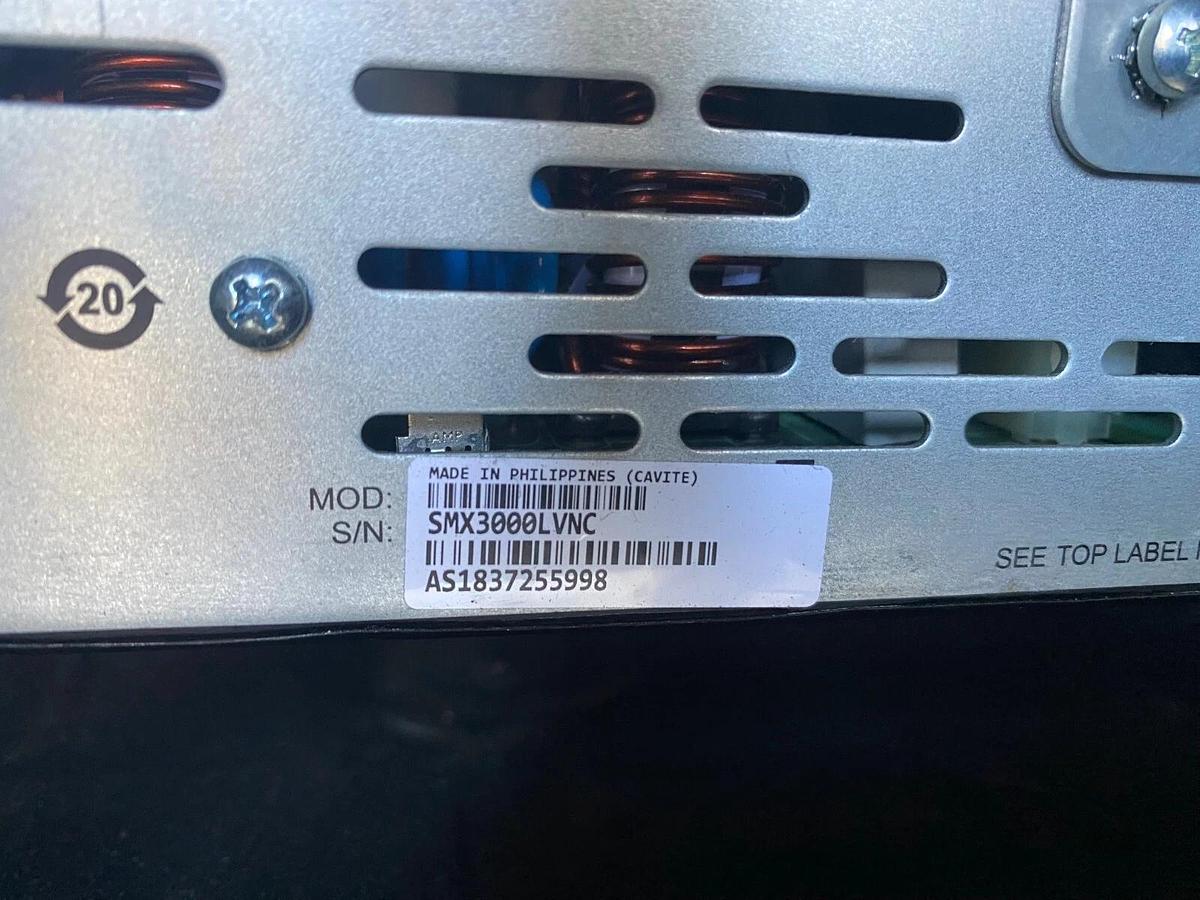 20
AMP
MADE IN PHILIPPINES (CAVITE)
MOD:
SMX3000LVNC
S/N:
AS1837255998
SEE TOP LABEL